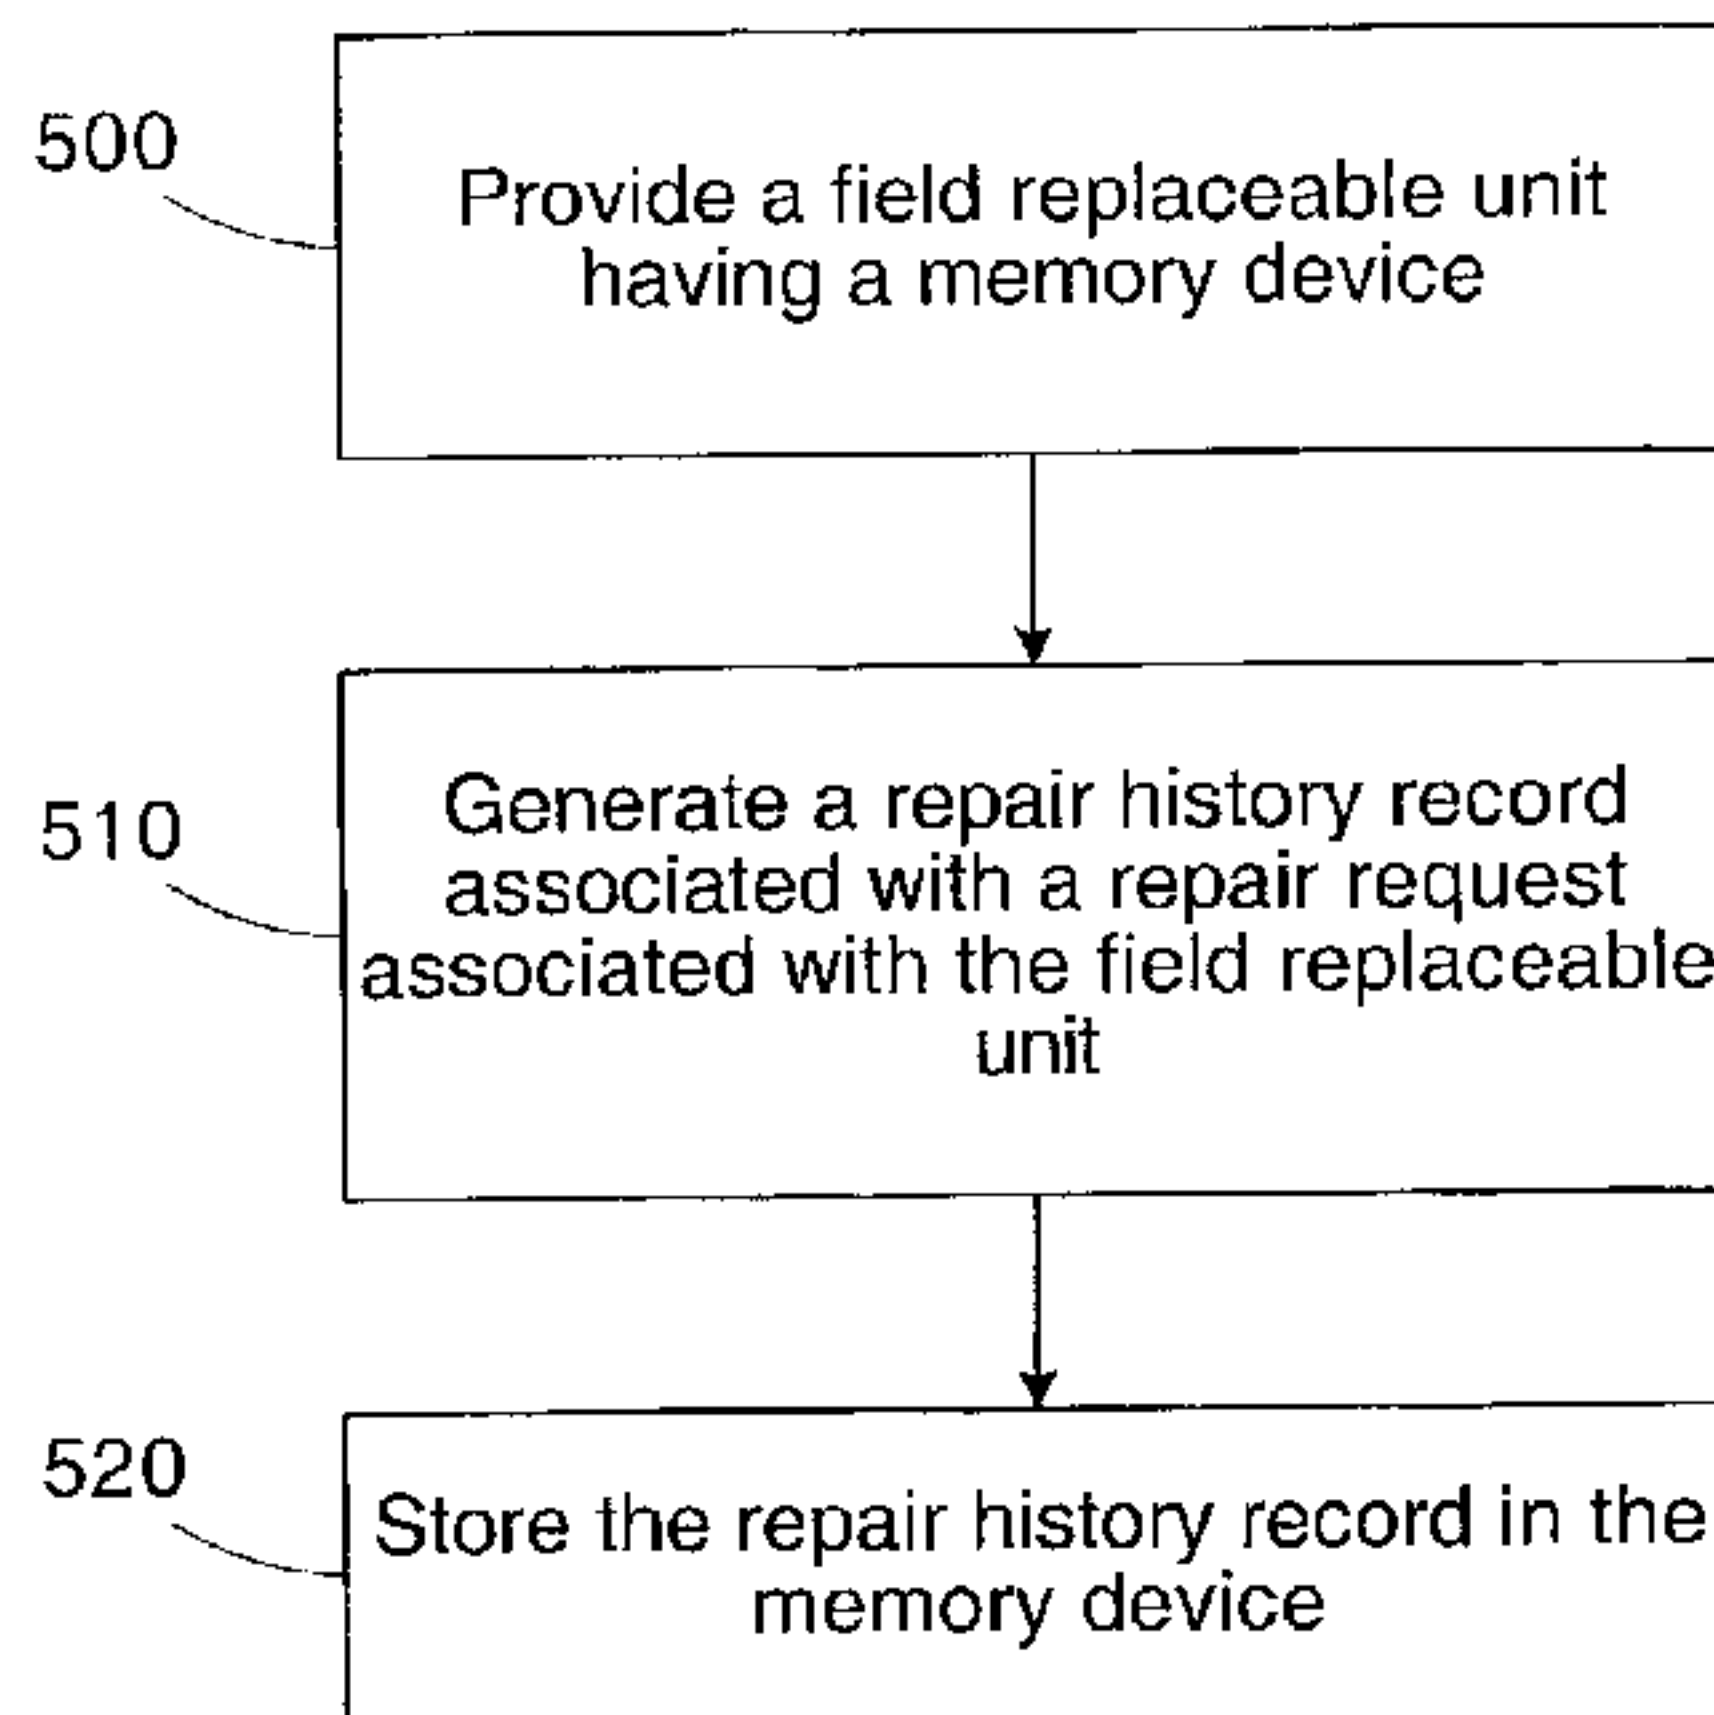 500
Provide a field replaceable unit
having a memory device
510
Generate a repair history record
associated with a repair request
associated with the field replaceable
unit
520
Store the repair history record in the
memory device